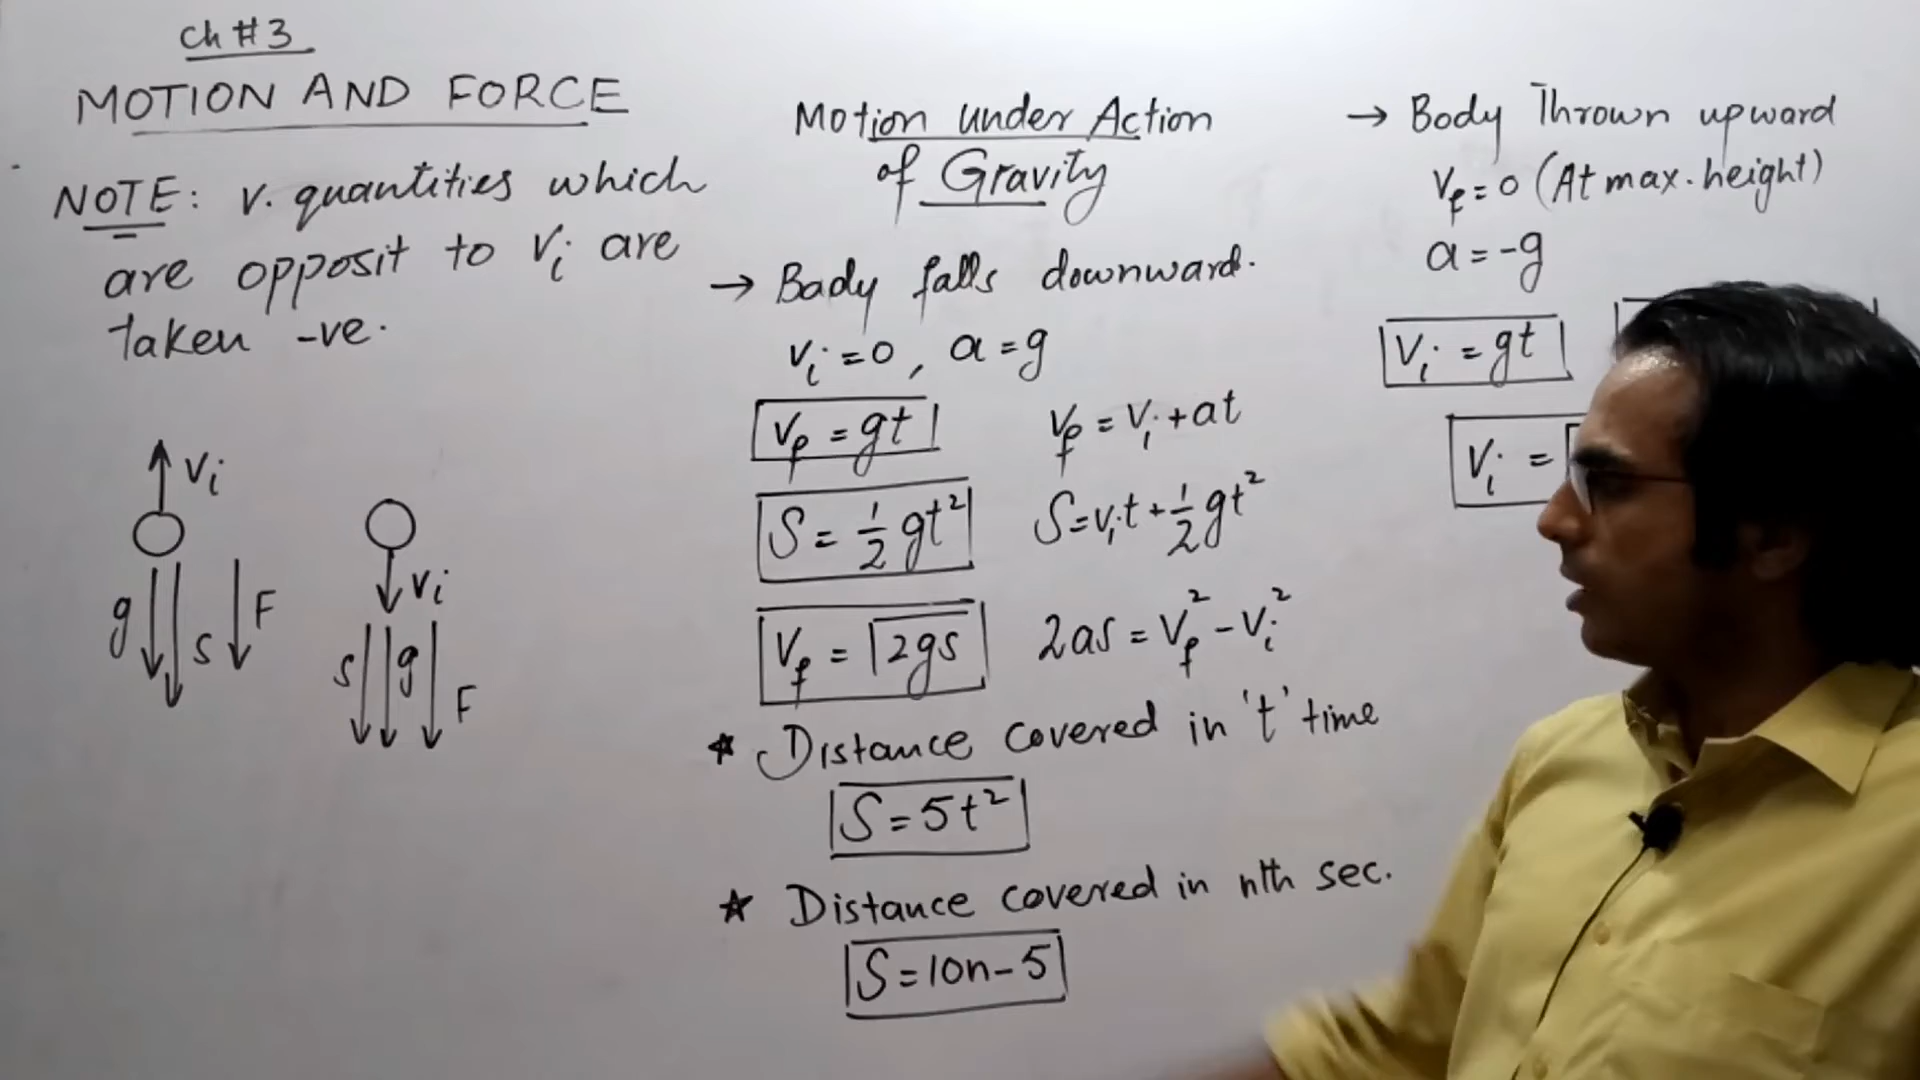 Ch # 3
MOTION AND FORCE
NOTE: v. quantities which
are opposit to Vi are
taken -ve.
Vi
g
S
F
Vi
S
g
F
Motion under Action
of Gravity
→ Bady falls downward.
Vi = 0 , a = g
Vf = gt
Vf = Vi + at
S = 1/2 gt²
S = Vit + 1/2 gt²
Vf = √2gs
2as = Vf² - Vi²
* Distance covered in 't' time
S = 5t²
* Distance covered in nth sec.
S = 10n - 5
→ Body Thrown upward
Vf = 0 (At max. height)
a = -g
Vi = gt
Vi =